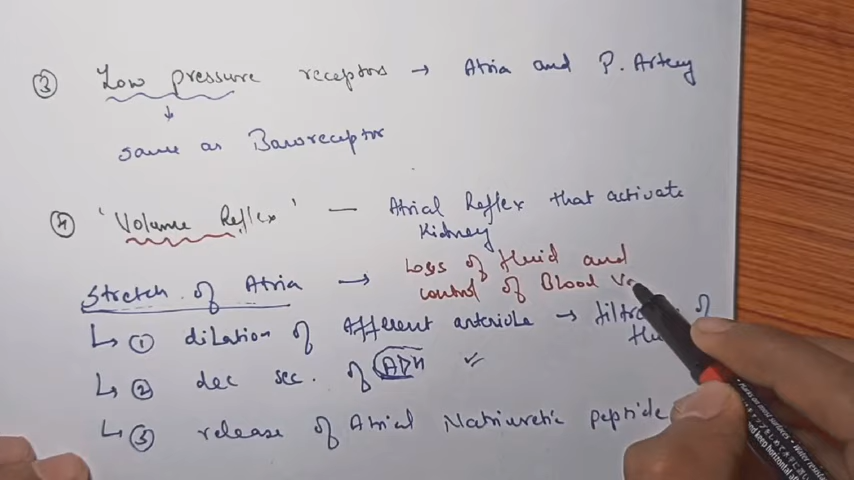 ③ Low pressure receptors → Atria and P. Artery
↓
same as Baroreceptor
④ 'Volume Reflex' — Atrial Reflex that activate
Kidney
Stretch of Atria → Loss of fluid and
control of Blood
↳ ① dilation of Afferent arteriole → of
↳ ② dec sec. of ADH ✓
↳ ③ release of Atrial Natriuretic peptide